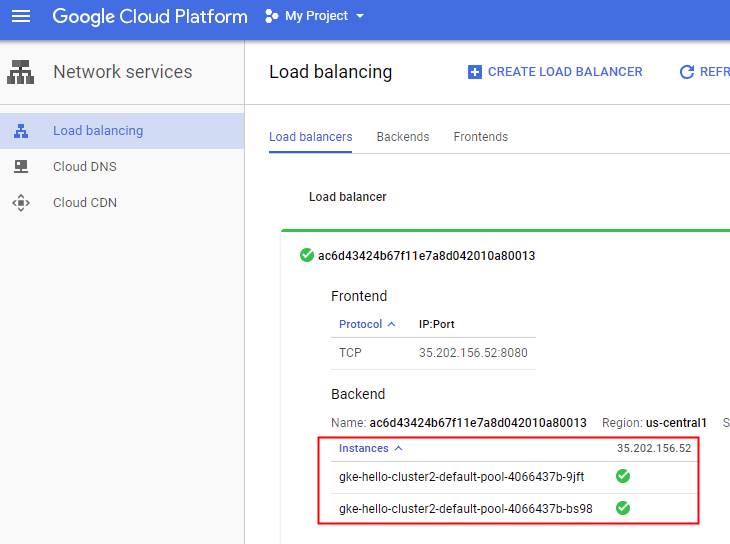 Google Cloud Platform My Project
Network services Load balancing CREATE LOAD BALANCER REFR
Load balancing
Cloud DNS
Cloud CDN
Load balancers Backends Frontends
Load balancer
ac6d43424b67f11e7a8d042010a80013
Frontend
Protocol IP:Port
TCP 35.202.156.52:8080
Backend
Name: ac6d43424b67f11e7a8d042010a80013 Region: us-central1 S
Instances 35.202.156.52
gke-hello-cluster2-default-pool-4066437b-9jft
gke-hello-cluster2-default-pool-4066437b-bs98